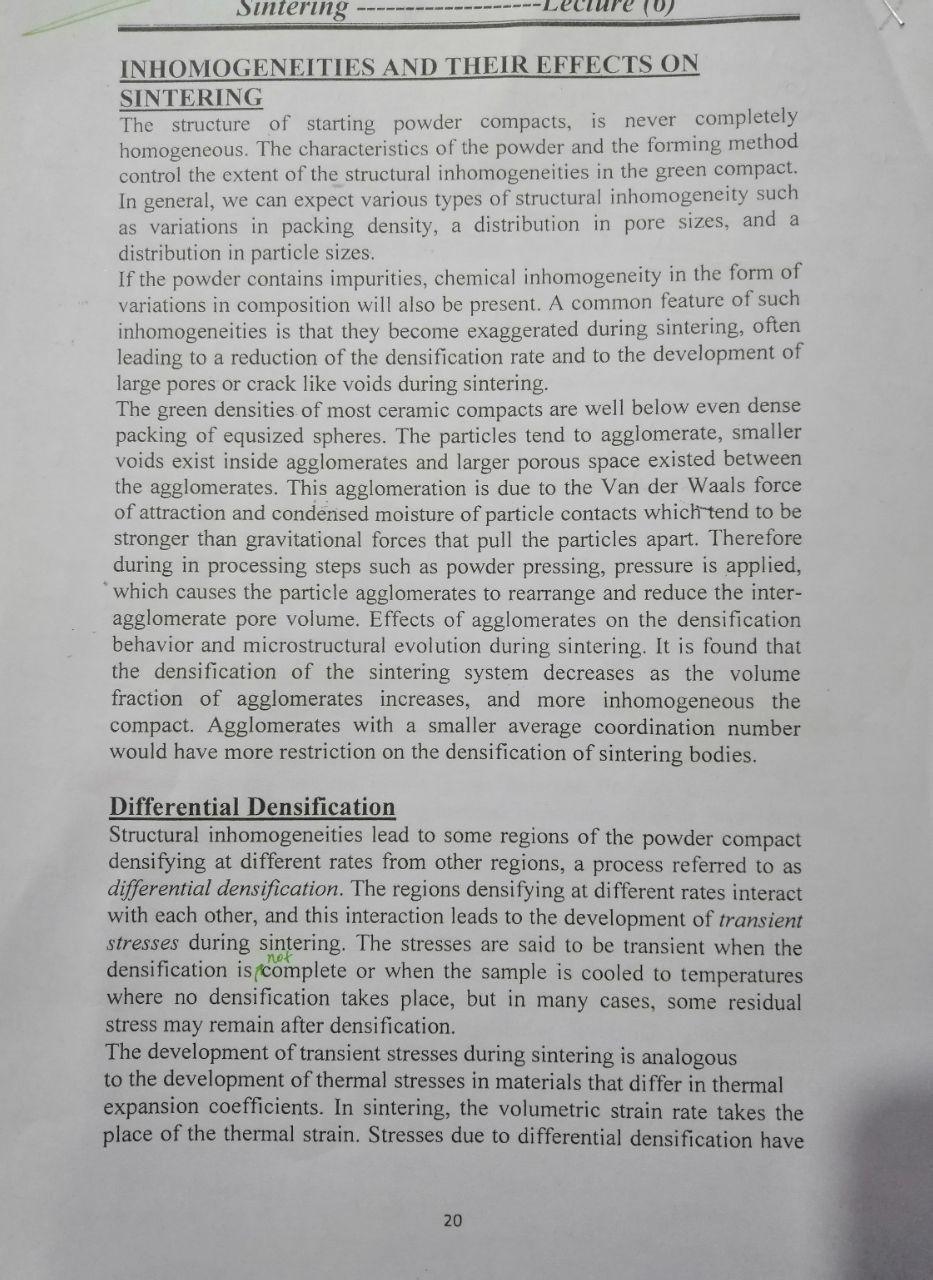 Sintering --------------------Lecture (6)
INHOMOGENEITIES AND THEIR EFFECTS ON
SINTERING
The structure of starting powder compacts, is never completely
homogeneous. The characteristics of the powder and the forming method
control the extent of the structural inhomogeneities in the green compact.
In general, we can expect various types of structural inhomogeneity such
as variations in packing density, a distribution in pore sizes, and a
distribution in particle sizes.
If the powder contains impurities, chemical inhomogeneity in the form of
variations in composition will also be present. A common feature of such
inhomogeneities is that they become exaggerated during sintering, often
leading to a reduction of the densification rate and to the development of
large pores or crack like voids during sintering.
The green densities of most ceramic compacts are well below even dense
packing of equsized spheres. The particles tend to agglomerate, smaller
voids exist inside agglomerates and larger porous space existed between
the agglomerates. This agglomeration is due to the Van der Waals force
of attraction and condensed moisture of particle contacts which tend to be
stronger than gravitational forces that pull the particles apart. Therefore
during in processing steps such as powder pressing, pressure is applied,
which causes the particle agglomerates to rearrange and reduce the inter-
agglomerate pore volume. Effects of agglomerates on the densification
behavior and microstructural evolution during sintering. It is found that
the densification of the sintering system decreases as the volume
fraction of agglomerates increases, and more inhomogeneous the
compact. Agglomerates with a smaller average coordination number
would have more restriction on the densification of sintering bodies.
Differential Densification
Structural inhomogeneities lead to some regions of the powder compact
densifying at different rates from other regions, a process referred to as
differential densification. The regions densifying at different rates interact
with each other, and this interaction leads to the development of transient
stresses during sintering. The stresses are said to be transient when the
not
densification is complete or when the sample is cooled to temperatures
where no densification takes place, but in many cases, some residual
stress may remain after densification.
The development of transient stresses during sintering is analogous
to the development of thermal stresses in materials that differ in thermal
expansion coefficients. In sintering, the volumetric strain rate takes the
place of the thermal strain. Stresses due to differential densification have
20